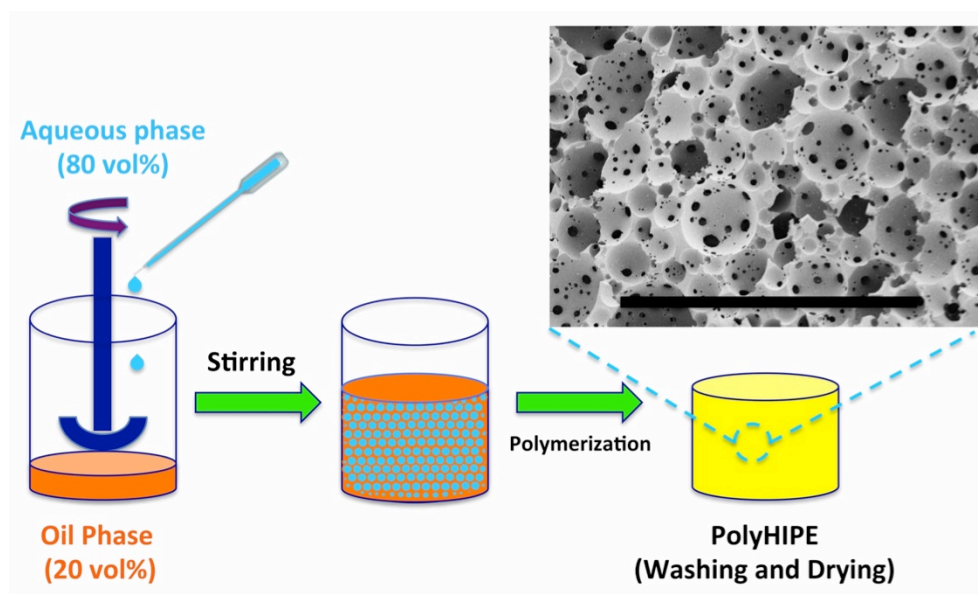 Aqueous phase
(80 vol%)
Stirring
Polymerization
Oil Phase
(20 vol%)
PolyHIPE
(Washing and Drying)